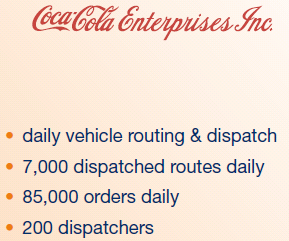 Coca-Cola Enterprises Inc.
• daily vehicle routing & dispatch
• 7,000 dispatched routes daily
• 85,000 orders daily
• 200 dispatchers